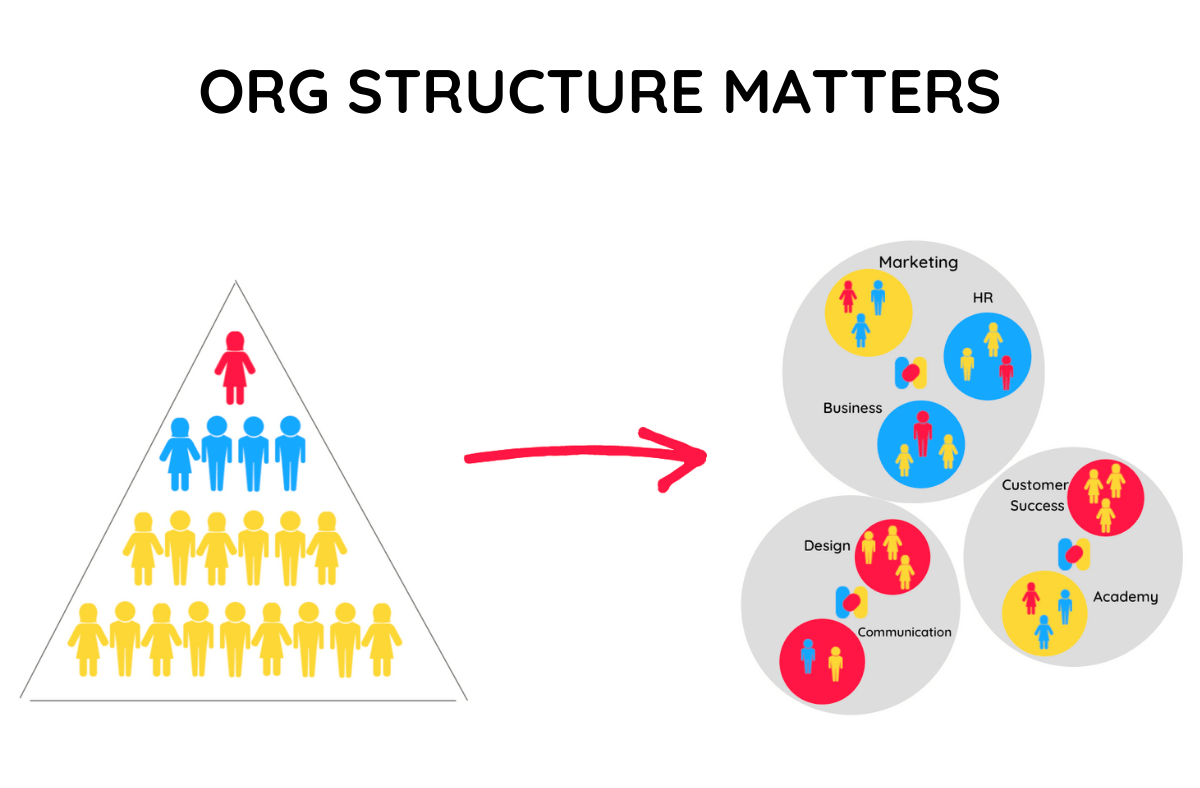 ORG STRUCTURE MATTERS
Marketing
HR
Business
Customer
Success
Design
Academy
Communication